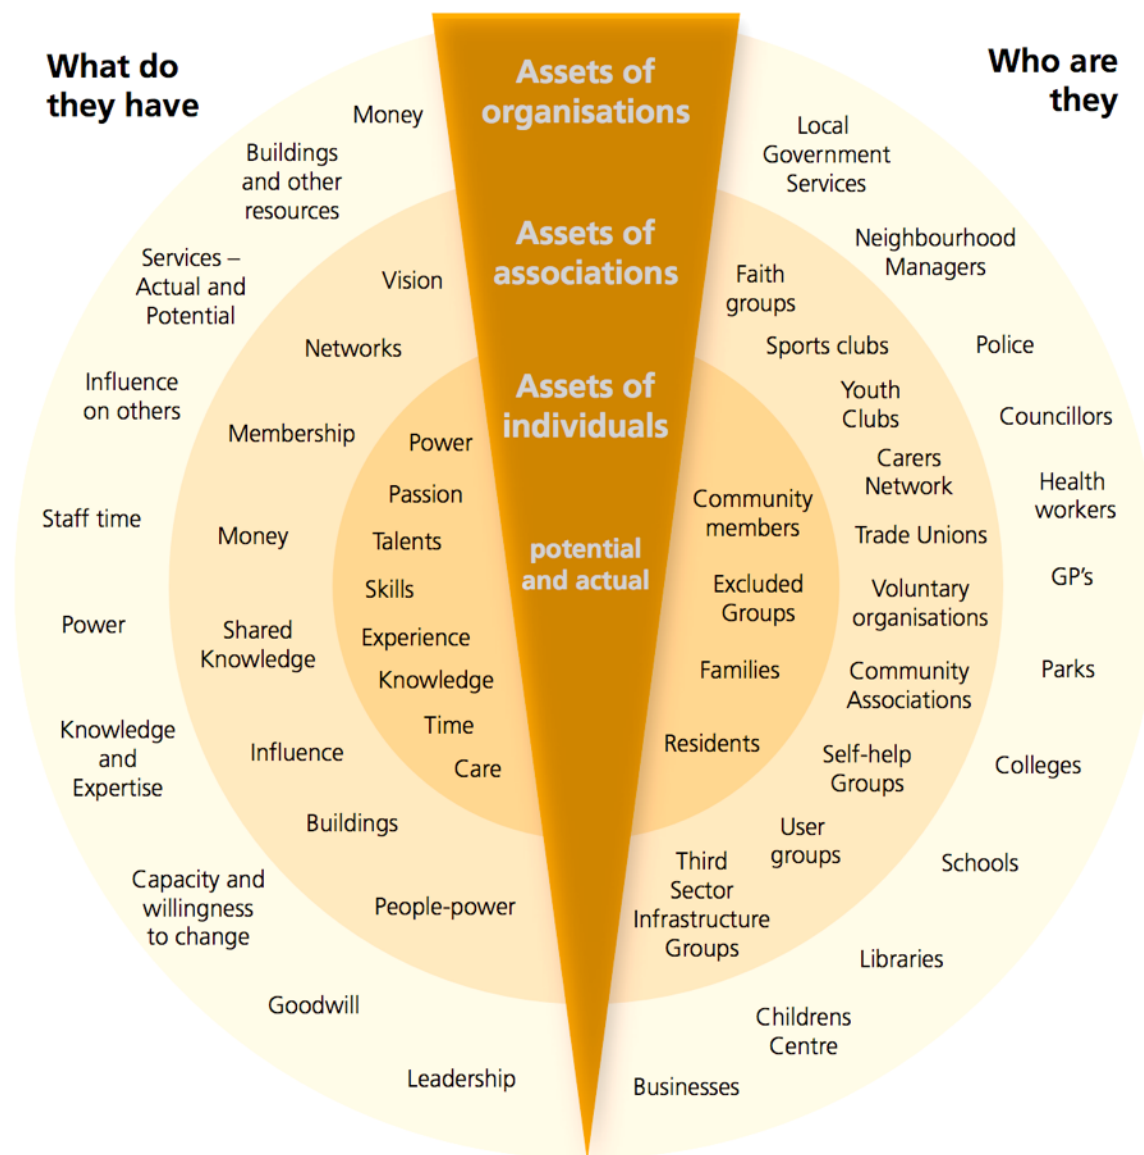 What do
they have
Who are
they
Assets of
organisations
Assets of
associations
Assets of
individuals
potential
and actual
Money
Buildings
and other
resources
Services –
Actual and
Potential
Influence
on others
Staff time
Power
Knowledge
and
Expertise
Capacity and
willingness
to change
Goodwill
Leadership
Vision
Networks
Membership
Money
Shared
Knowledge
Influence
Buildings
People-power
Power
Passion
Talents
Skills
Experience
Knowledge
Time
Care
Community
members
Excluded
Groups
Families
Residents
Faith
groups
Sports clubs
Youth
Clubs
Carers
Network
Trade Unions
Voluntary
organisations
Community
Associations
Self-help
Groups
User
groups
Third
Sector
Infrastructure
Groups
Local
Government
Services
Neighbourhood
Managers
Police
Councillors
Health
workers
GP's
Parks
Colleges
Schools
Libraries
Childrens
Centre
Businesses